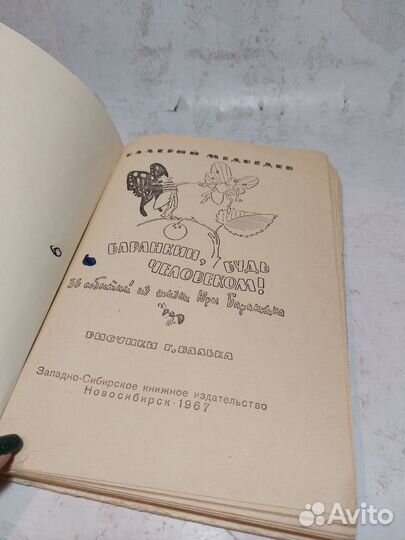 ВАЛЕРИЙ МЕДВЕДЕВ
БАРАНКИН, БУДЬ
ЧЕЛОВЕКОМ!
36 событий из жизни Юры Баранкина
РИСУНКИ Г. ВАЛЬКА
Западно-Сибирское книжное издательство
Новосибирск · 1967
Avito